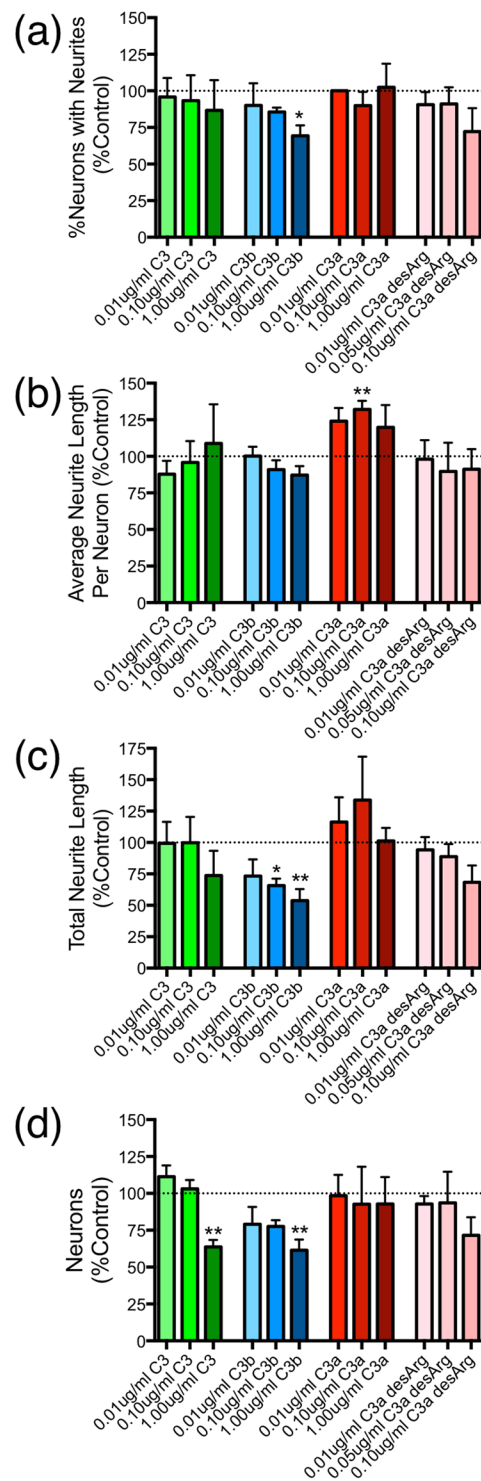 (a)
%Neurons with Neurites
(%Control)
150
125
100
75
50
25
0
*
0.01ug/ml C3
0.10ug/ml C3
1.00ug/ml C3
0.01ug/ml C3b
0.10ug/ml C3b
1.00ug/ml C3b
0.01ug/ml C3a
0.10ug/ml C3a
1.00ug/ml C3a
0.01ug/ml C3a desArg
0.05ug/ml C3a desArg
0.10ug/ml C3a desArg
(b)
Average Neurite Length
Per Neuron (%Control)
150
125
100
75
50
25
0
**
0.01ug/ml C3
0.10ug/ml C3
1.00ug/ml C3
0.01ug/ml C3b
0.10ug/ml C3b
1.00ug/ml C3b
0.01ug/ml C3a
0.10ug/ml C3a
1.00ug/ml C3a
0.01ug/ml C3a desArg
0.05ug/ml C3a desArg
0.10ug/ml C3a desArg
(c)
Total Neurite Length
(%Control)
175
150
125
100
75
50
25
0
*
**
0.01ug/ml C3
0.10ug/ml C3
1.00ug/ml C3
0.01ug/ml C3b
0.10ug/ml C3b
1.00ug/ml C3b
0.01ug/ml C3a
0.10ug/ml C3a
1.00ug/ml C3a
0.01ug/ml C3a desArg
0.05ug/ml C3a desArg
0.10ug/ml C3a desArg
(d)
Neurons
(%Control)
150
125
100
75
50
25
0
**
**
0.01ug/ml C3
0.10ug/ml C3
1.00ug/ml C3
0.01ug/ml C3b
0.10ug/ml C3b
1.00ug/ml C3b
0.01ug/ml C3a
0.10ug/ml C3a
1.00ug/ml C3a
0.01ug/ml C3a desArg
0.05ug/ml C3a desArg
0.10ug/ml C3a desArg